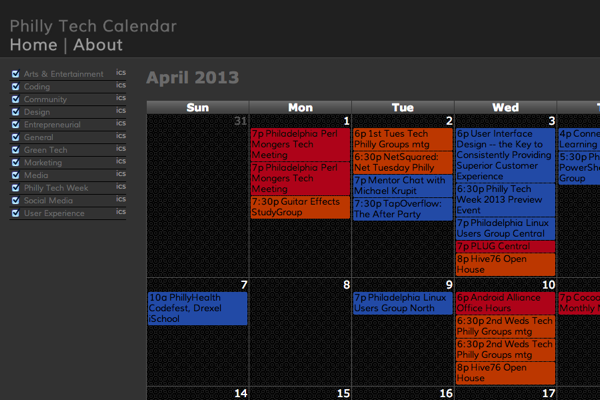 Philly Tech Calendar
Home | About
Arts & Entertainment ics
Coding ics
Community ics
Design ics
Entrepreneurial ics
General ics
Green Tech ics
Marketing ics
Media ics
Philly Tech Week ics
Social Media ics
User Experience ics
April 2013
Sun Mon Tue Wed T
31
1
7p Philadelphia Perl
Mongers Tech
Meeting
7p Philadelphia Perl
Mongers Tech
Meeting
7:30p Guitar Effects
StudyGroup
2
6p 1st Tues Tech
Philly Groups mtg
6:30p NetSquared:
Net Tuesday Philly
7p Mentor Chat with
Michael Krupit
7:30p TapOverflow:
The After Party
3
6p User Interface
Design -- the Key to
Consistently Providing
Superior Customer
Experience
6:30p Philly Tech
Week 2013 Preview
Event
7p Philadelphia Linux
Users Group Central
7p PLUG Central
8p Hive76 Open
House
4p Conne
Learning
5:30p Ph
PowerShe
Group
7
10a PhillyHealth
Codefest, Drexel
iSchool
8
9
7p Philadelphia Linux
Users Group North
10
6p Android Alliance
Office Hours
6:30p 2nd Weds Tech
Philly Groups mtg
6:30p 2nd Weds Tech
Philly Groups mtg
8p Hive76 Open
House
7p Cocoa
Monthly M
14 15 16 17